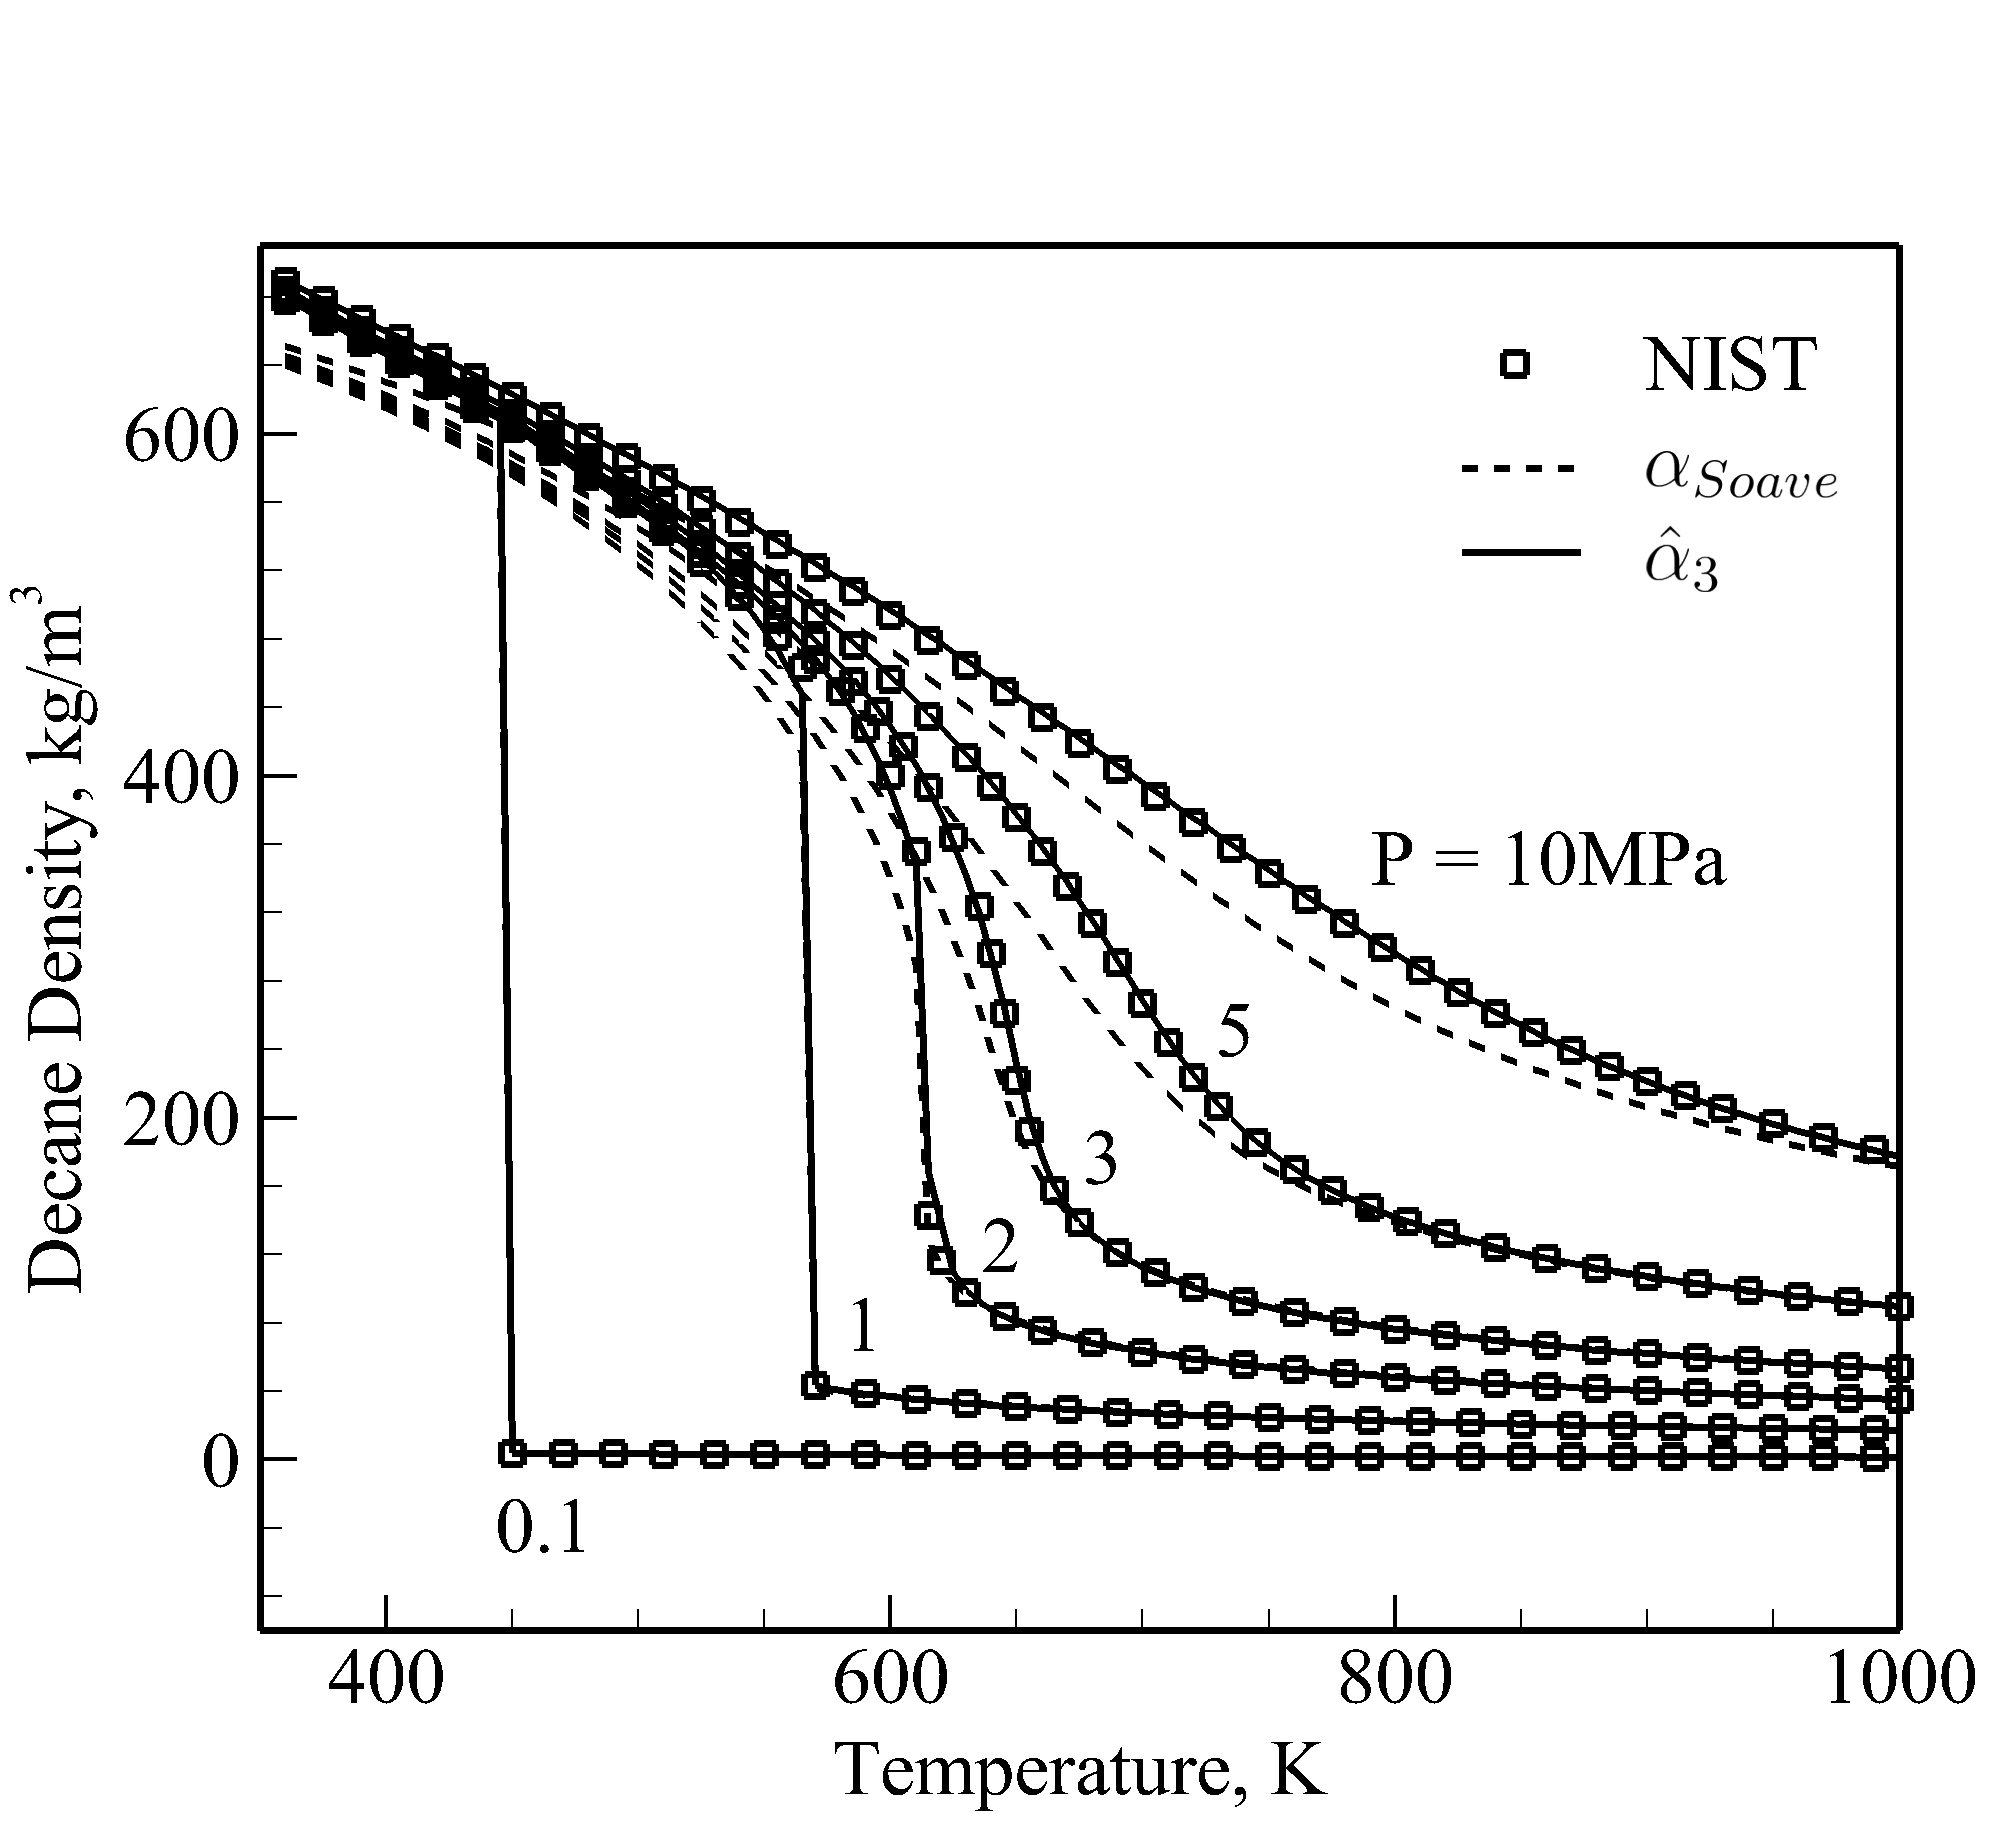 NIST
α_Soave
α̂₃
P = 10MPa
5
3
2
1
0.1
600
400
200
0
400 600 800 1000
Temperature, K
Decane Density, kg/m³